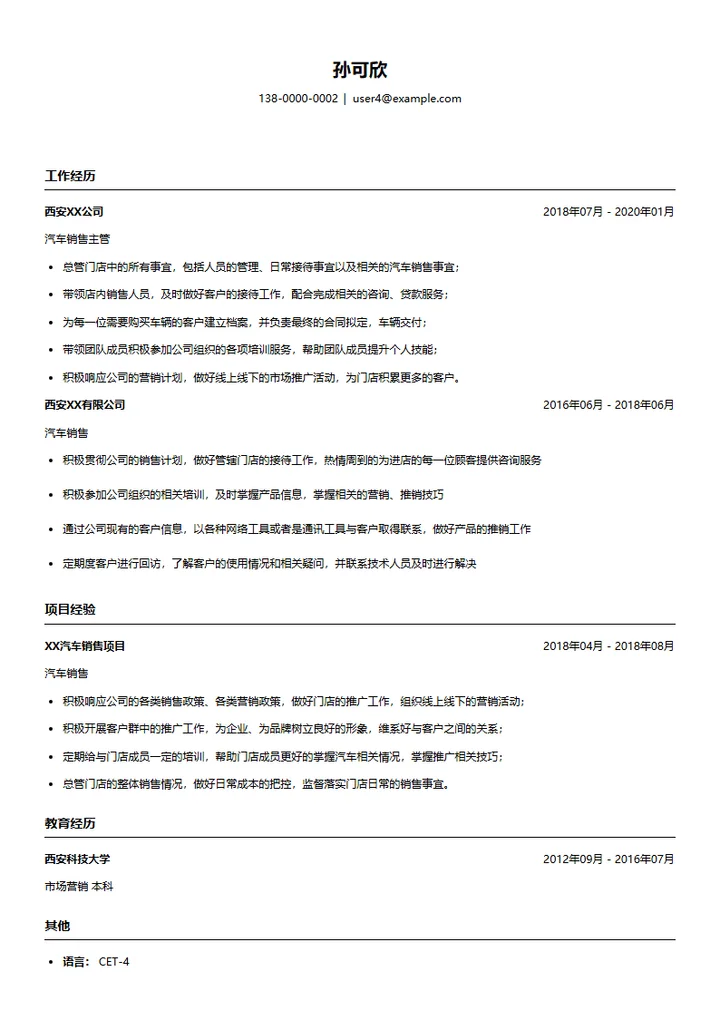 孙可欣
138-0000-0002 | user4@example.com
工作经历
西安XX公司 2018年07月 - 2020年01月
汽车销售主管
• 总管门店中的所有事宜，包括人员的管理、日常接待事宜以及相关的汽车销售事宜；
• 带领店内销售人员，及时做好客户的接待工作，配合完成相关的咨询、贷款服务；
• 为每一位需要购买车辆的客户建立档案，并负责最终的合同拟定，车辆交付；
• 带领团队成员积极参加公司组织的各项培训服务，帮助团队成员提升个人技能；
• 积极响应公司的营销计划，做好线上线下的市场推广活动，为门店积累更多的客户。
西安XX有限公司 2016年06月 - 2018年06月
汽车销售
• 积极贯彻公司的销售计划，做好管辖门店的接待工作，热情周到的为进店的每一位顾客提供咨询服务
• 积极参加公司组织的相关培训，及时掌握产品信息，掌握相关的营销、推销技巧
• 通过公司现有的客户信息，以各种网络工具或者是通讯工具与客户取得联系，做好产品的推销工作
• 定期度客户进行回访，了解客户的使用情况和相关疑问，并联系技术人员及时进行解决
项目经验
XX汽车销售项目 2018年04月 - 2018年08月
汽车销售
• 积极响应公司的各类销售政策、各类营销政策，做好门店的推广工作，组织线上线下的营销活动；
• 积极开展客户群中的推广工作，为企业、为品牌树立良好的形象，维系好与客户之间的关系；
• 定期给与门店成员一定的培训，帮助门店成员更好的掌握汽车相关情况，掌握推广相关技巧；
• 总管门店的整体销售情况，做好日常成本的把控，监督落实门店日常的销售事宜。
教育经历
西安科技大学 2012年09月 - 2016年07月
市场营销 本科
其他
• 语言： CET-4